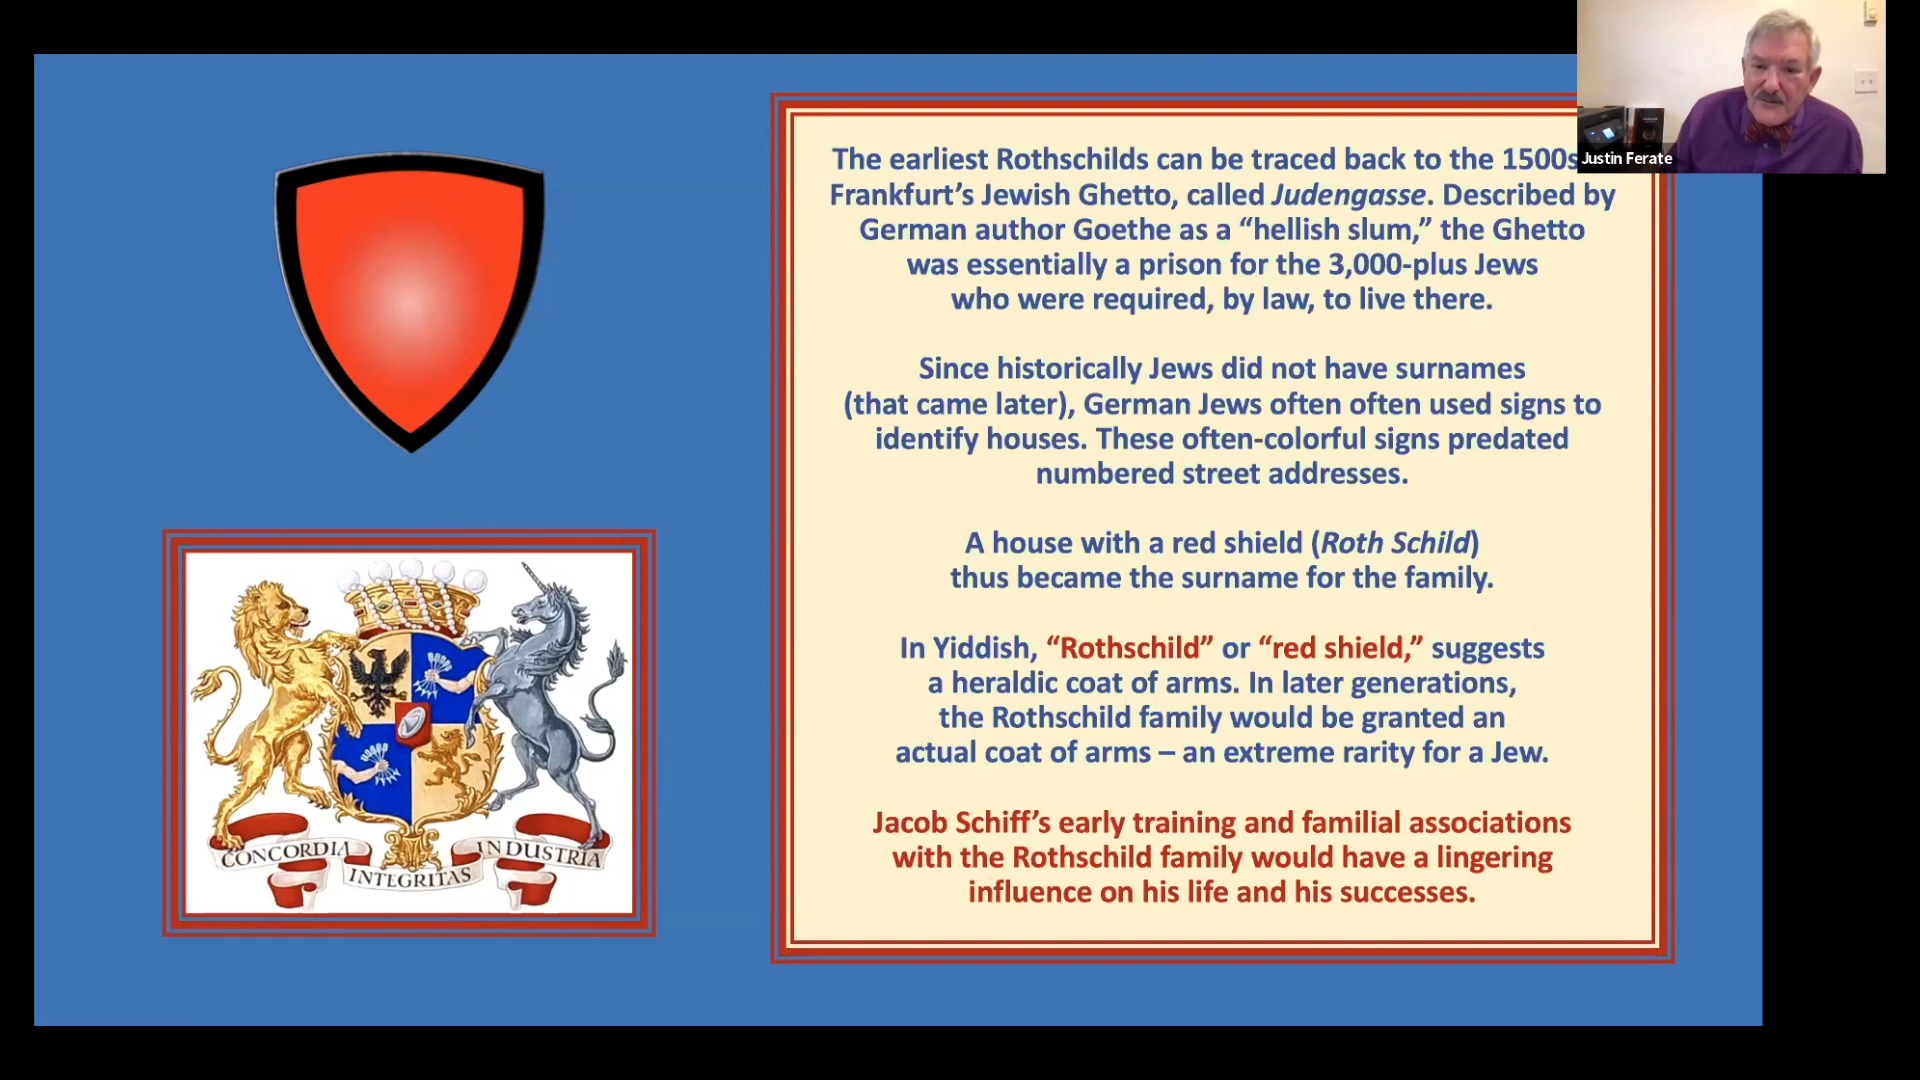 The earliest Rothschilds can be traced back to the 1500s
Frankfurt’s Jewish Ghetto, called Judengasse. Described by
German author Goethe as a “hellish slum,” the Ghetto
was essentially a prison for the 3,000-plus Jews
who were required, by law, to live there.
Since historically Jews did not have surnames
(that came later), German Jews often often used signs to
identify houses. These often-colorful signs predated
numbered street addresses.
A house with a red shield (Roth Schild)
thus became the surname for the family.
In Yiddish, “Rothschild” or “red shield,” suggests
a heraldic coat of arms. In later generations,
the Rothschild family would be granted an
actual coat of arms – an extreme rarity for a Jew.
Jacob Schiff’s early training and familial associations
with the Rothschild family would have a lingering
influence on his life and his successes.
CONCORDIA
INTEGRITAS
INDUSTRIA
Justin Ferate